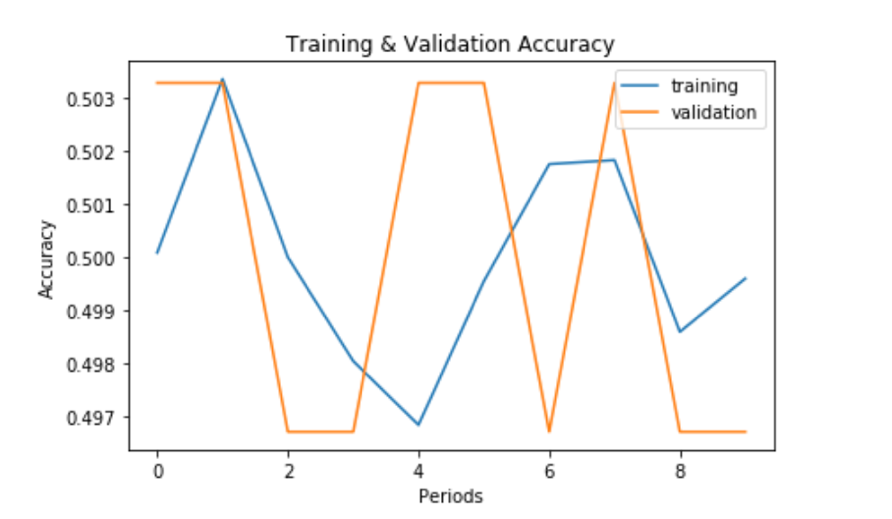 Training & Validation Accuracy
training
validation
0.503
0.502
0.501
0.500
0.499
0.498
0.497
Accuracy
0 2 4 6 8
Periods